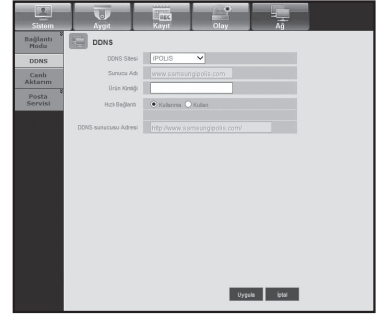 Sistem
Aygıt
Kayıt
Olay
Ağ
Bağlantı
Modu
DDNS
Canlı
Aktarım
Posta
Servisi
DDNS
DDNS Sitesi
iPOLiS
Sunucu Adı
www.samsungipolis.com
Ürün Kimliği
Hızlı Bağlantı
Kullanma
Kullan
DDNS sunucusu Adresi
http://www.samsungipolis.com/
Uygula
İptal